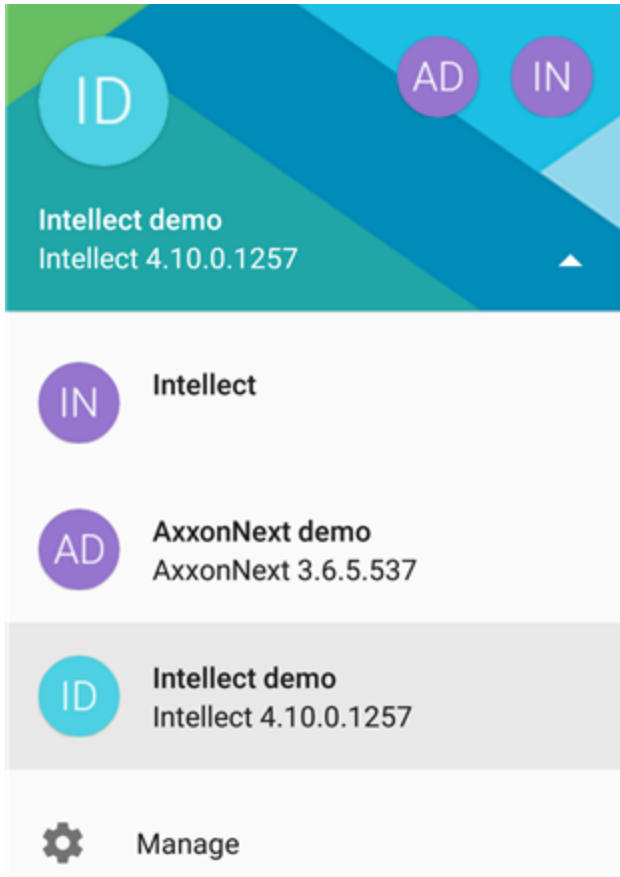 ID
AD
IN
Intellect demo
Intellect 4.10.0.1257
IN
Intellect
AD
AxxonNext demo
AxxonNext 3.6.5.537
ID
Intellect demo
Intellect 4.10.0.1257
Manage